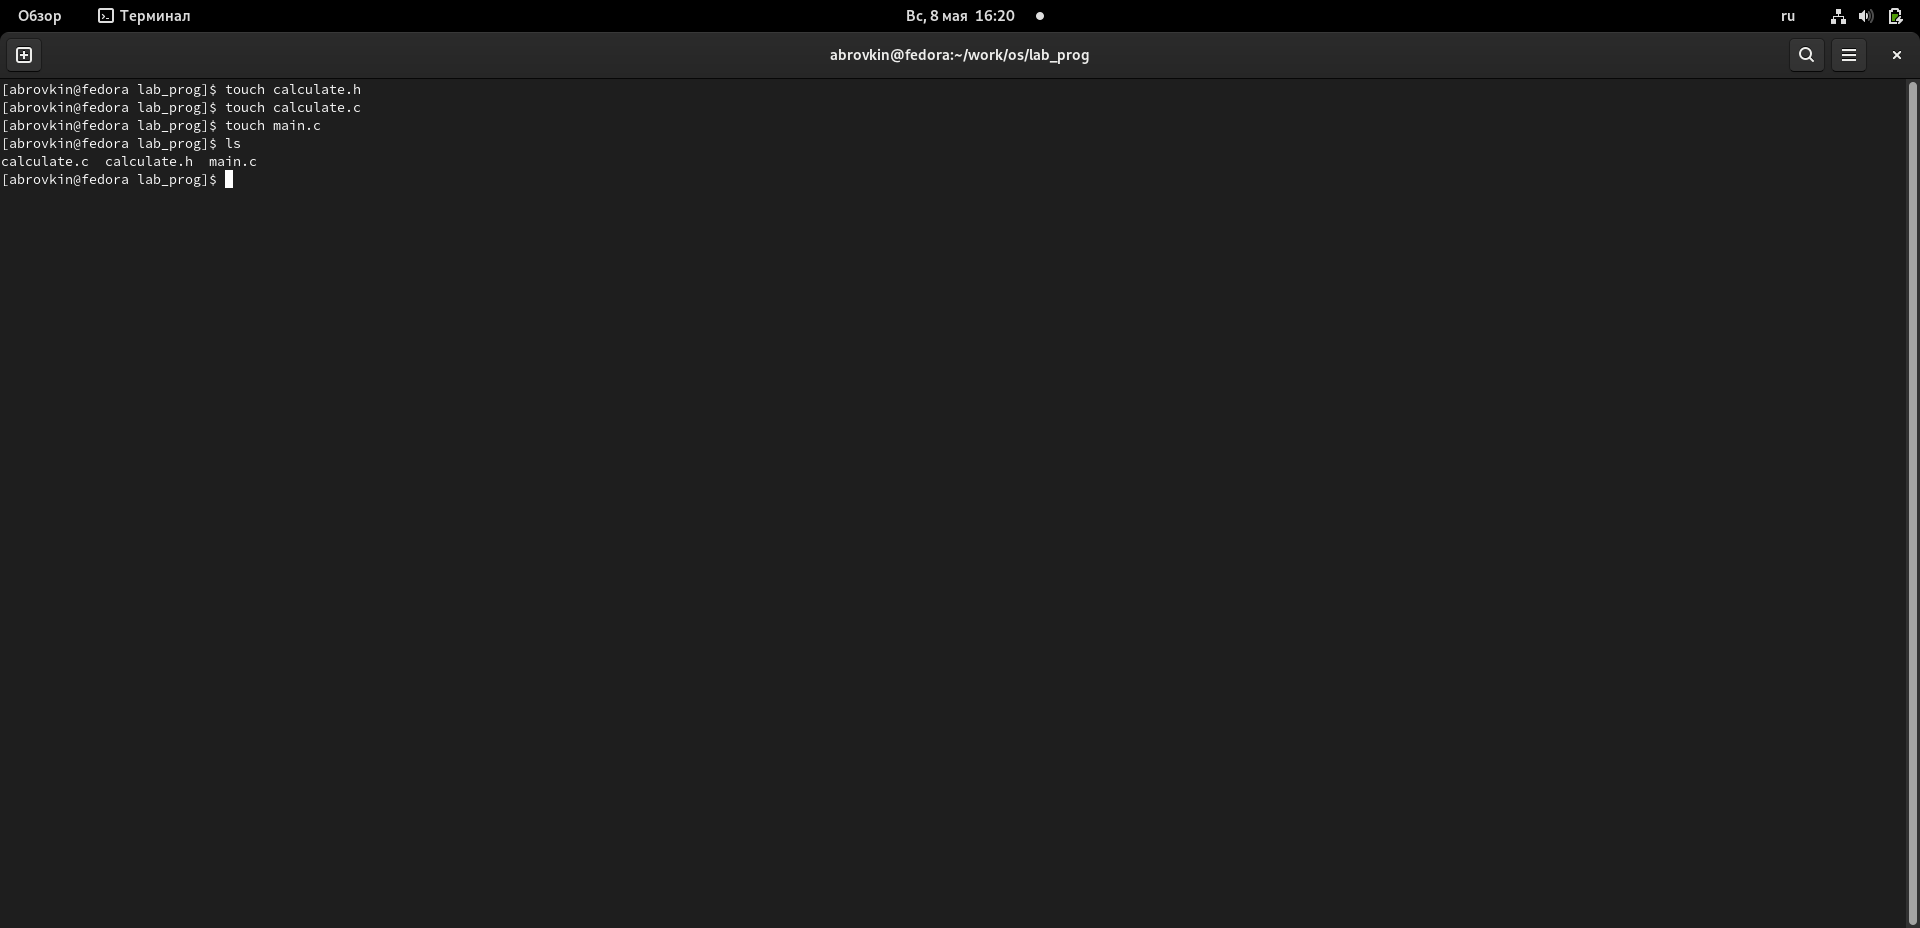 Обзор Терминал Вс, 8 мая 16:20 ru
abrovkin@fedora:~/work/os/lab_prog
[abrovkin@fedora lab_prog]$ touch calculate.h
[abrovkin@fedora lab_prog]$ touch calculate.c
[abrovkin@fedora lab_prog]$ touch main.c
[abrovkin@fedora lab_prog]$ ls
calculate.c  calculate.h  main.c
[abrovkin@fedora lab_prog]$